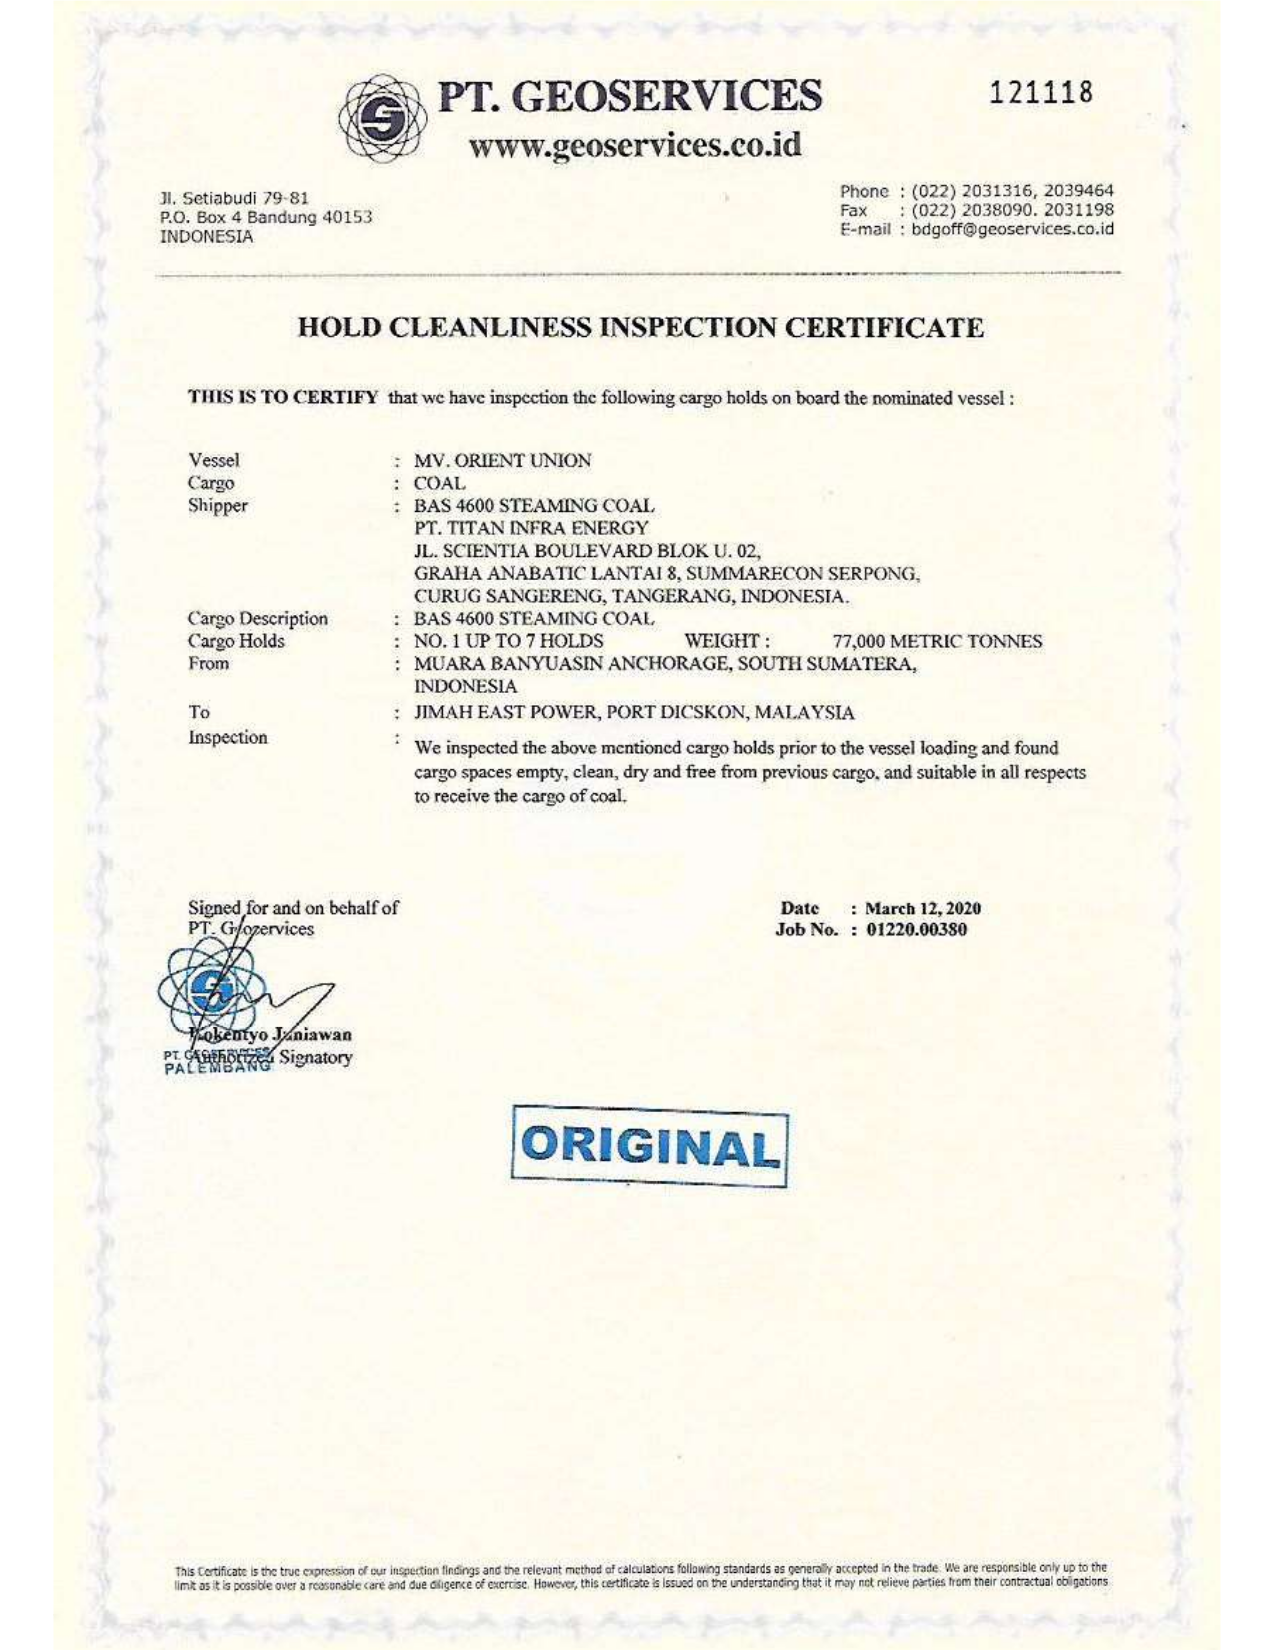 PT. GEOSERVICES
www.geoservices.co.id
121118
Jl. Setiabudi 79-81
P.O. Box 4 Bandung 40153
INDONESIA
Phone : (022) 2031316, 2039464
Fax : (022) 2038090. 2031198
E-mail : bdgoff@geoservices.co.id
HOLD CLEANLINESS INSPECTION CERTIFICATE
THIS IS TO CERTIFY that we have inspection the following cargo holds on board the nominated vessel :
Vessel : MV. ORIENT UNION
Cargo : COAL
Shipper : BAS 4600 STEAMING COAL
PT. TITAN INFRA ENERGY
JL. SCIENTIA BOULEVARD BLOK U. 02,
GRAHA ANABATIC LANTAI 8, SUMMARECON SERPONG,
CURUG SANGERENG, TANGERANG, INDONESIA.
Cargo Description : BAS 4600 STEAMING COAL
Cargo Holds : NO. 1 UP TO 7 HOLDS WEIGHT : 77,000 METRIC TONNES
From : MUARA BANYUASIN ANCHORAGE, SOUTH SUMATERA,
INDONESIA
To : JIMAH EAST POWER, PORT DICSKON, MALAYSIA
Inspection : We inspected the above mentioned cargo holds prior to the vessel loading and found
cargo spaces empty, clean, dry and free from previous cargo, and suitable in all respects
to receive the cargo of coal.
Signed for and on behalf of
PT. Geoservices
Date : March 12, 2020
Job No. : 01220.00380
Authorized Signatory
PT. GEOSERVICES
PALEMBANG
ORIGINAL
This Certificate is the true expression of our inspection findings and the relevant method of calculations following standards as generally accepted in the trade. We are responsible only up to the
limit as it is possible over a reasonable care and due diligence of exercise. However, this certificate is issued on the understanding that it may not relieve parties from their contractual obligations